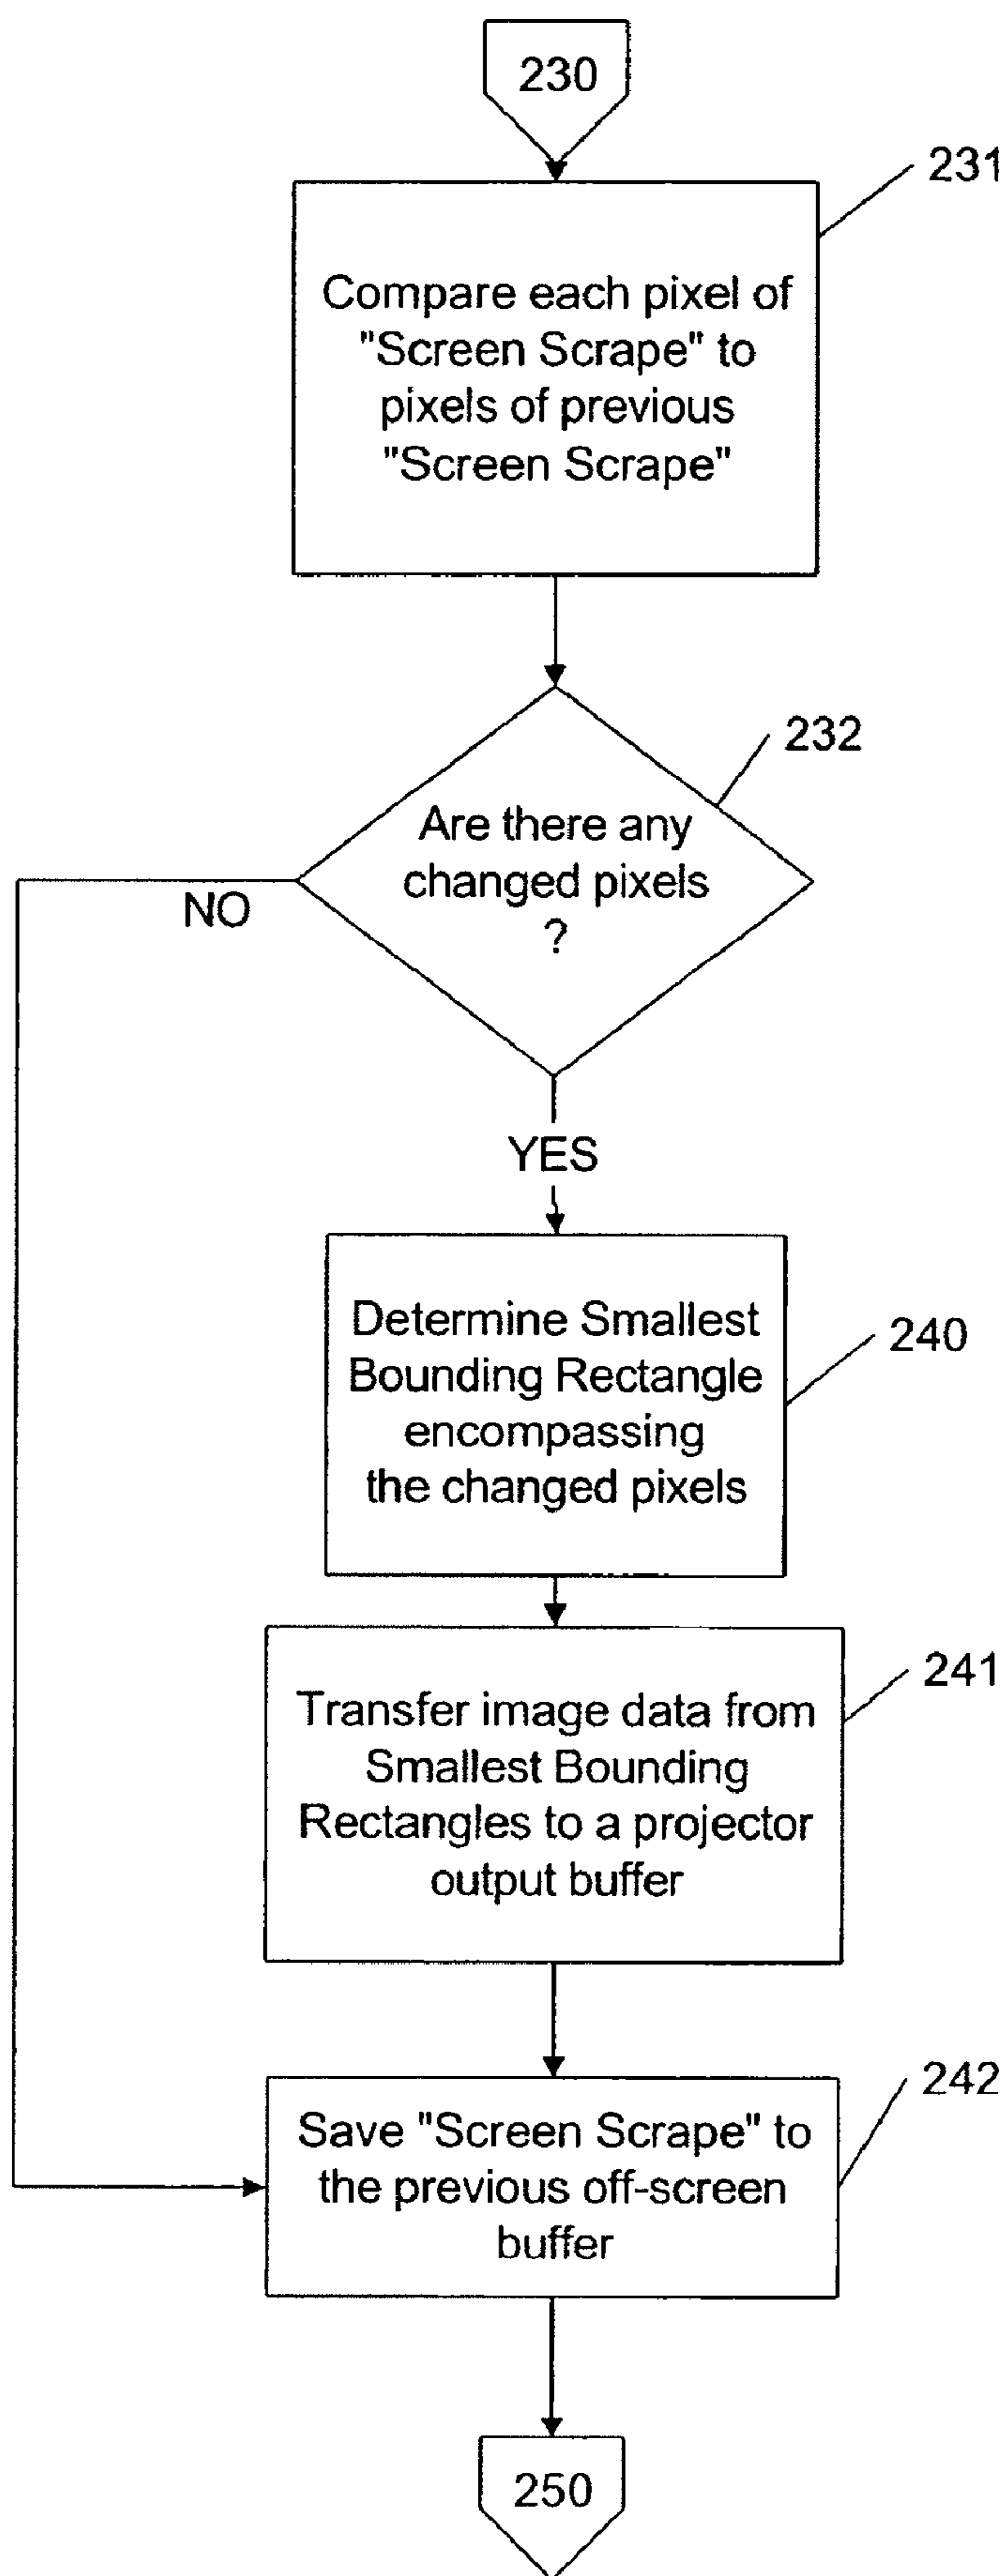 230
231
Compare each pixel of
"Screen Scrape" to
pixels of previous
"Screen Scrape"
232
Are there any
changed pixels
?
NO
YES
240
Determine Smallest
Bounding Rectangle
encompassing
the changed pixels
241
Transfer image data from
Smallest Bounding
Rectangles to a projector
output buffer
242
Save "Screen Scrape" to
the previous off-screen
buffer
250